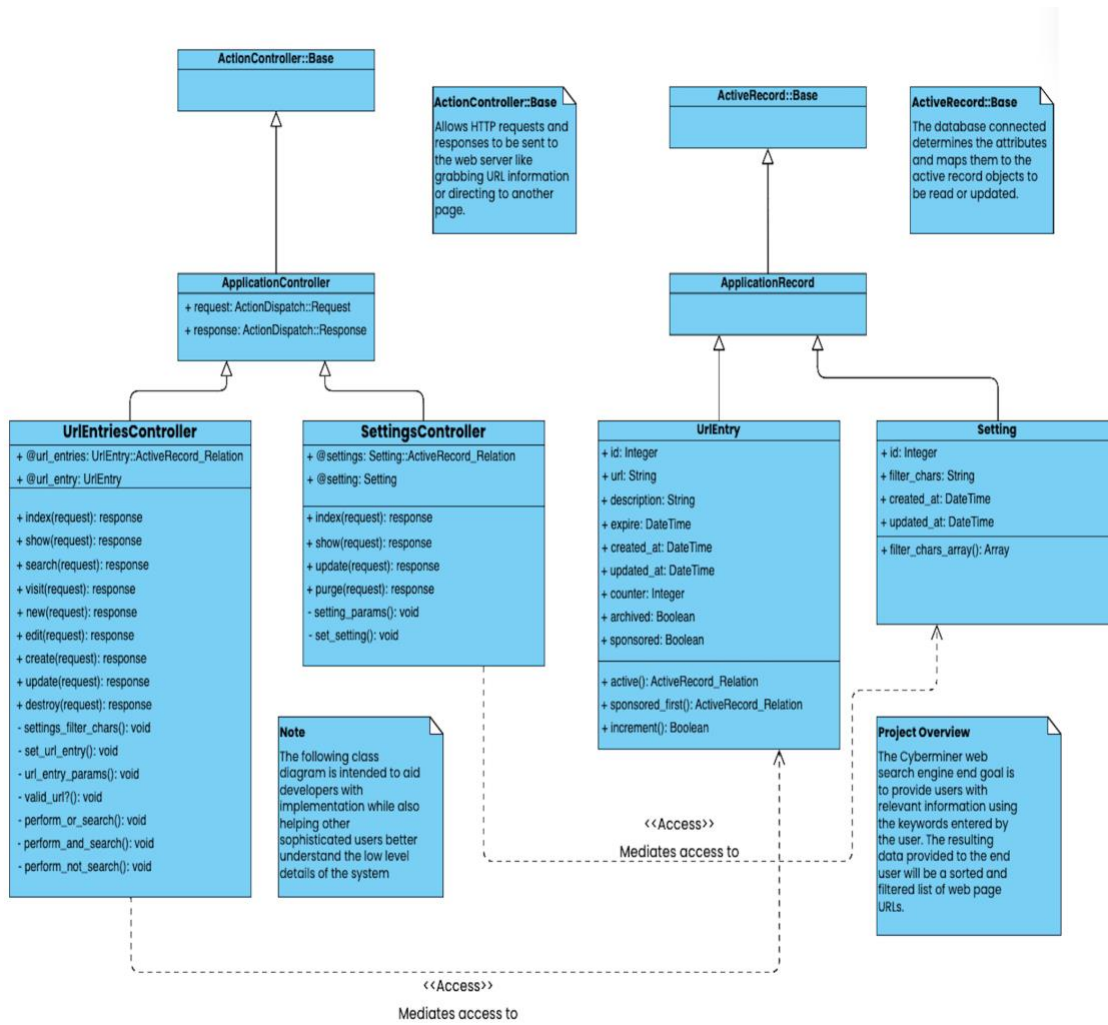 ActionController::Base
ActionController::Base
Allows HTTP requests and
responses to be sent to
the web server like
grabbing URL information
or directing to another
page.
ActiveRecord::Base
ActiveRecord::Base
The database connected
determines the attributes
and maps them to the
active record objects to
be read or updated.
ApplicationController
+ request: ActionDispatch::Request
+ response: ActionDispatch::Response
ApplicationRecord
UrlEntriesController
+ @url_entries: UrlEntry::ActiveRecord_Relation
+ @url_entry: UrlEntry
+ index(request): response
+ show(request): response
+ search(request): response
+ visit(request): response
+ new(request): response
+ edit(request): response
+ create(request): response
+ update(request): response
+ destroy(request): response
- settings_filter_chars(): void
- set_url_entry(): void
- url_entry_params(): void
- valid_url?(): void
- perform_or_search(): void
- perform_and_search(): void
- perform_not_search(): void
SettingsController
+ @settings: Setting::ActiveRecord_Relation
+ @setting: Setting
+ index(request): response
+ show(request): response
+ update(request): response
+ purge(request): response
- setting_params(): void
- set_setting(): void
UrlEntry
+ id: Integer
+ url: String
+ description: String
+ expire: DateTime
+ created_at: DateTime
+ updated_at: DateTime
+ counter: Integer
+ archived: Boolean
+ sponsored: Boolean
+ active(): ActiveRecord_Relation
+ sponsored_first(): ActiveRecord_Relation
+ increment(): Boolean
Setting
+ id: Integer
+ filter_chars: String
+ created_at: DateTime
+ updated_at: DateTime
+ filter_chars_array(): Array
Note
The following class
diagram is intended to aid
developers with
implementation while also
helping other
sophisticated users better
understand the low level
details of the system
<<Access>>
Mediates access to
Project Overview
The Cyberminer web
search engine end goal is
to provide users with
relevant information using
the keywords entered by
the user. The resulting
data provided to the end
user will be a sorted and
filtered list of web page
URLs.
<<Access>>
Mediates access to